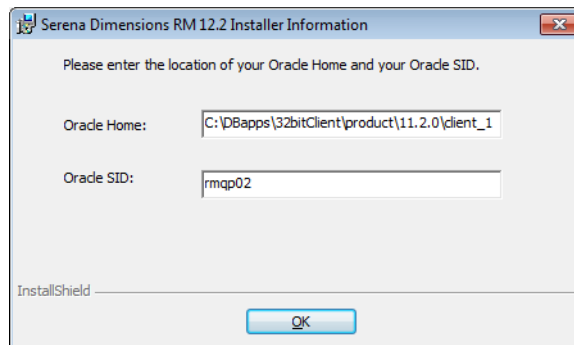 Serena Dimensions RM 12.2 Installer Information
Please enter the location of your Oracle Home and your Oracle SID.
Oracle Home: C:\DBapps\32bitClient\product\11.2.0\client_1
Oracle SID: rmqp02
InstallShield
OK